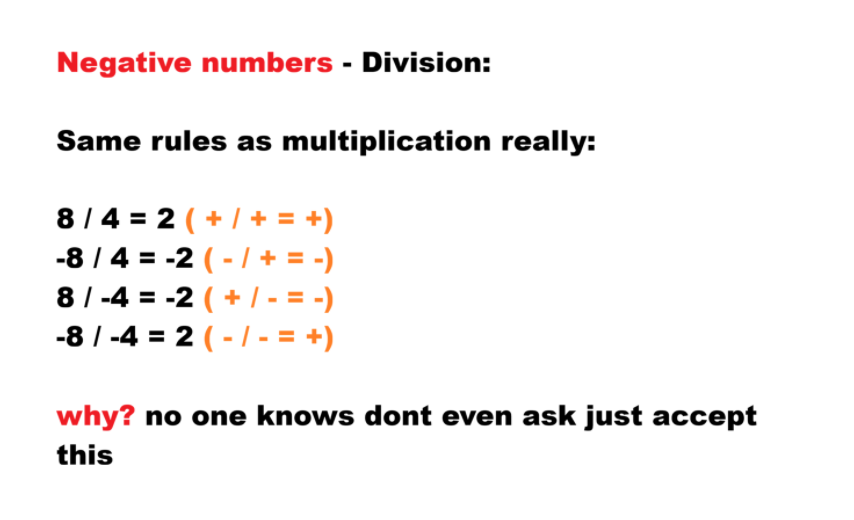 Negative numbers - Division:
Same rules as multiplication really:
8 / 4 = 2 ( + / + = +)
-8 / 4 = -2 ( - / + = -)
8 / -4 = -2 ( + / - = -)
-8 / -4 = 2 ( - / - = +)
why? no one knows dont even ask just accept
this